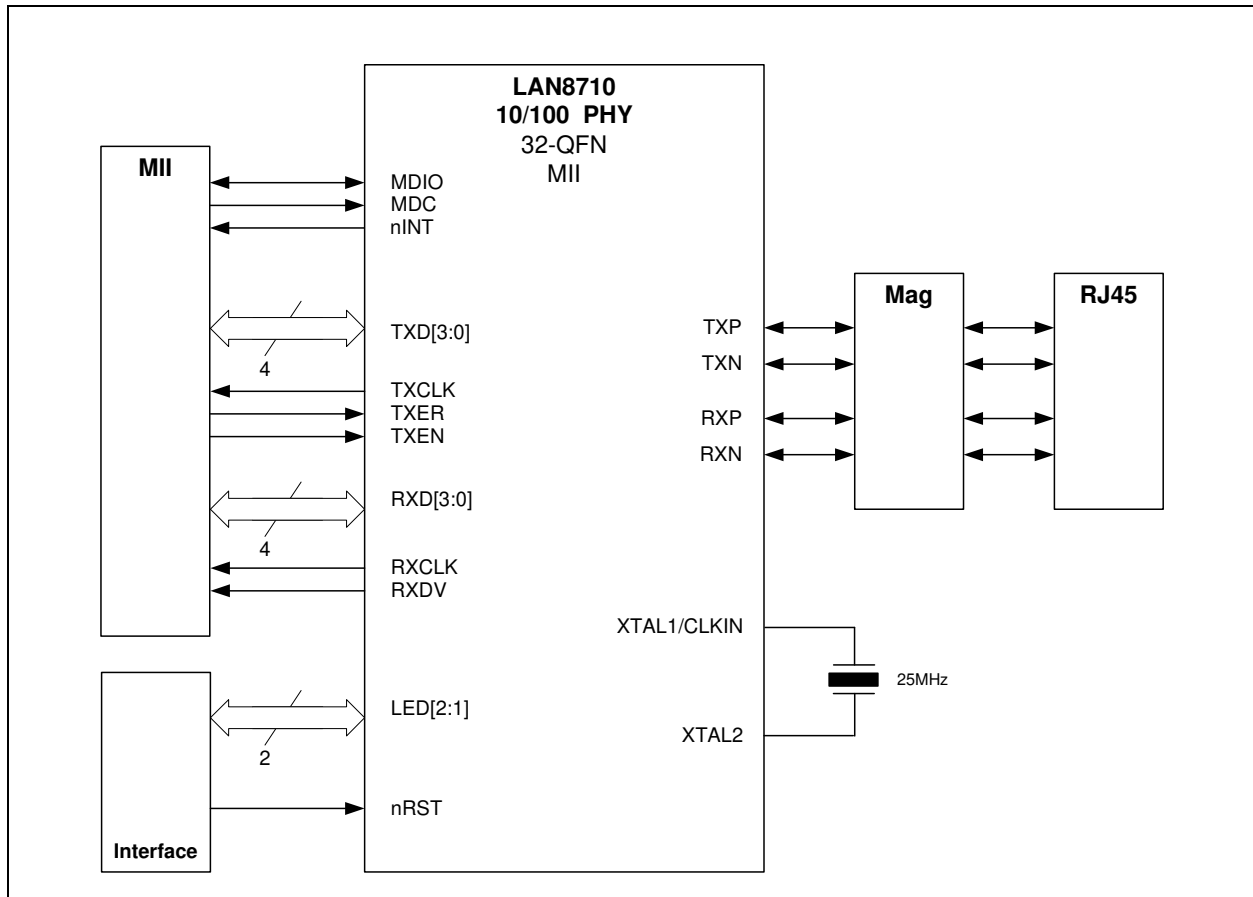 LAN8710
10/100 PHY
32-QFN
MII
MII
MDIO
MDC
nINT
TXD[3:0]
4
TXCLK
TXER
TXEN
RXD[3:0]
4
RXCLK
RXDV
Mag
RJ45
TXP
TXN
RXP
RXN
XTAL1/CLKIN
25MHz
XTAL2
LED[2:1]
2
nRST
Interface